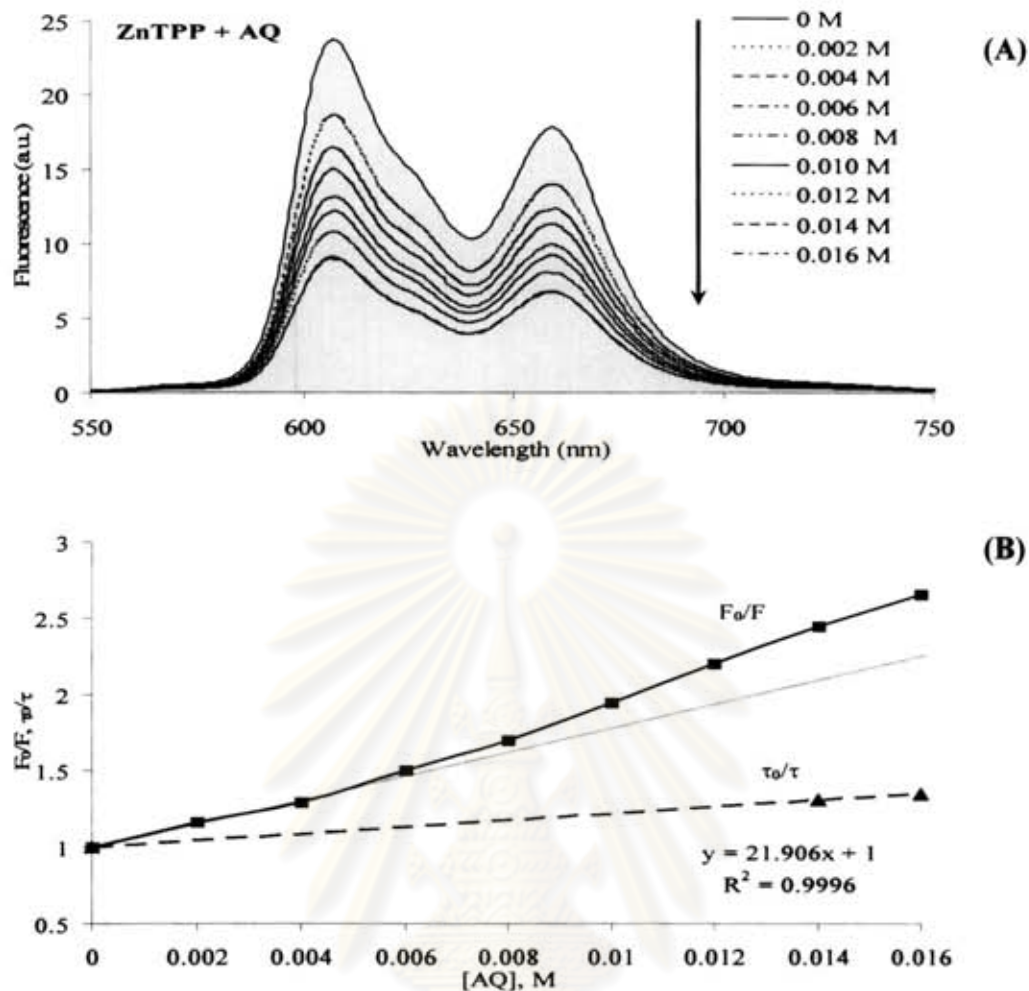 ZnTPP + AQ
(A)
0 M
0.002 M
0.004 M
0.006 M
0.008 M
0.010 M
0.012 M
0.014 M
0.016 M
Fluorescence (a.u.)
25
20
15
10
5
0
550
600
650
700
750
Wavelength (nm)
(B)
F₀/F, τ₀/τ
3
2.5
2
1.5
1
0.5
F₀/F
τ₀/τ
y = 21.906x + 1
R² = 0.9996
0
0.002
0.004
0.006
0.008
0.01
0.012
0.014
0.016
[AQ], M